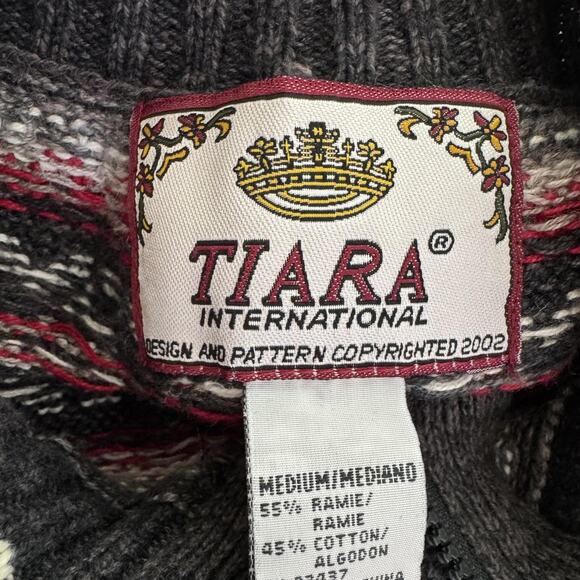 TIARA®
INTERNATIONAL
DESIGN AND PATTERN COPYRIGHTED 2002
MEDIUM/MEDIANO
55% RAMIE/
RAMIE
45% COTTON/
ALGODON